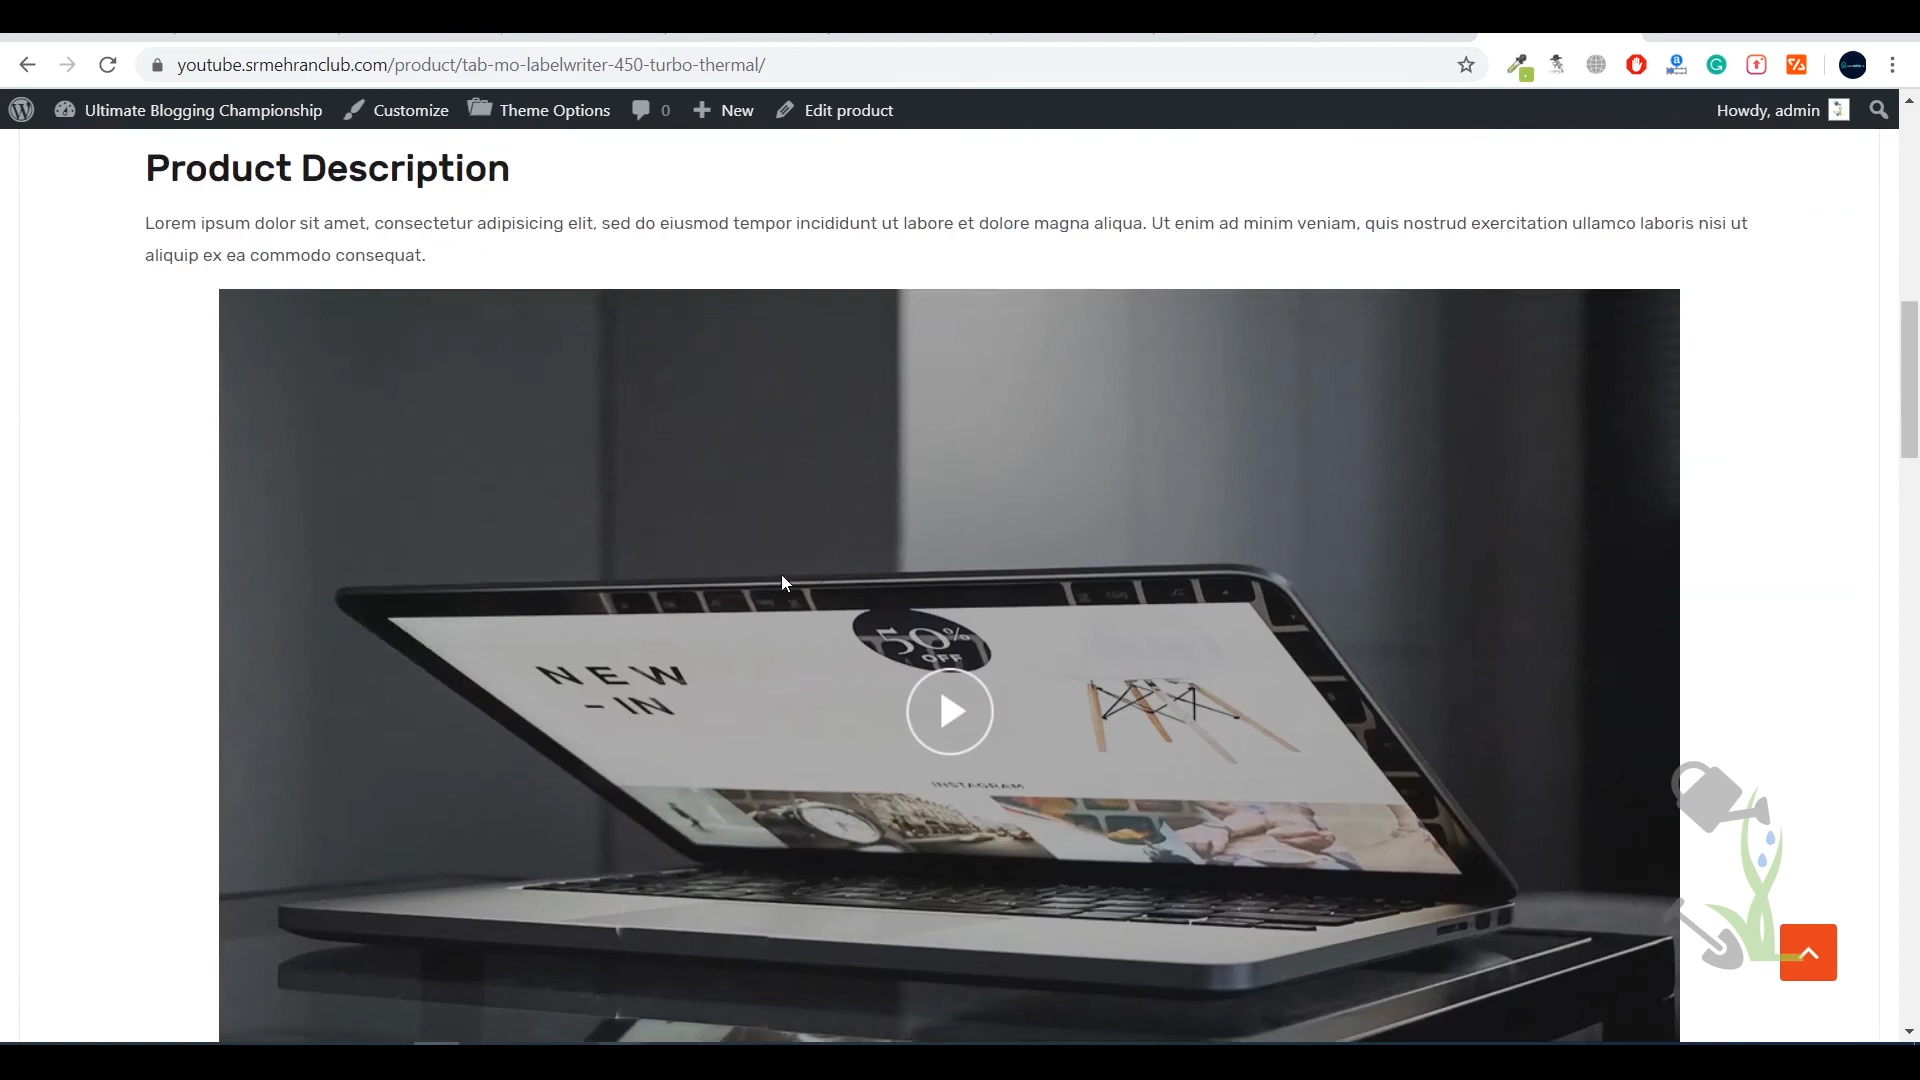 youtube.srmehranclub.com/product/tab-mo-labelwriter-450-turbo-thermal/
Ultimate Blogging Championship Customize Theme Options 0 New Edit product Howdy, admin
Product Description
Lorem ipsum dolor sit amet, consectetur adipisicing elit, sed do eiusmod tempor incididunt ut labore et dolore magna aliqua. Ut enim ad minim veniam, quis nostrud exercitation ullamco laboris nisi ut
aliquip ex ea commodo consequat.
50%
OFF
NEW
- IN
INSTAGRAM